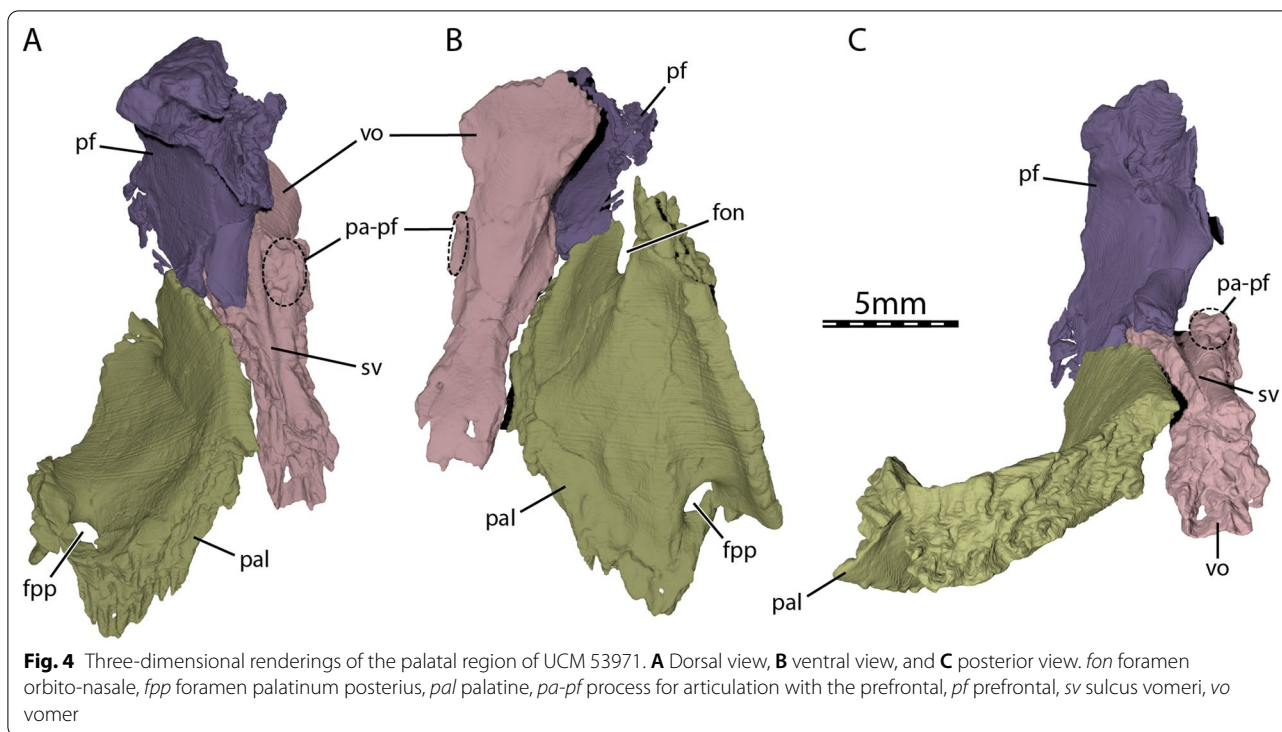 A
B
C
pf
vo
pf
pf
pa-pf
fon
pa-pf
5mm
sv
sv
pal
pal
fpp
fpp
pal
vo
Fig. 4 Three-dimensional renderings of the palatal region of UCM 53971. A Dorsal view, B ventral view, and C posterior view. fon foramen
orbito-nasale, fpp foramen palatinum posterius, pal palatine, pa-pf process for articulation with the prefrontal, pf prefrontal, sv sulcus vomeri, vo
vomer